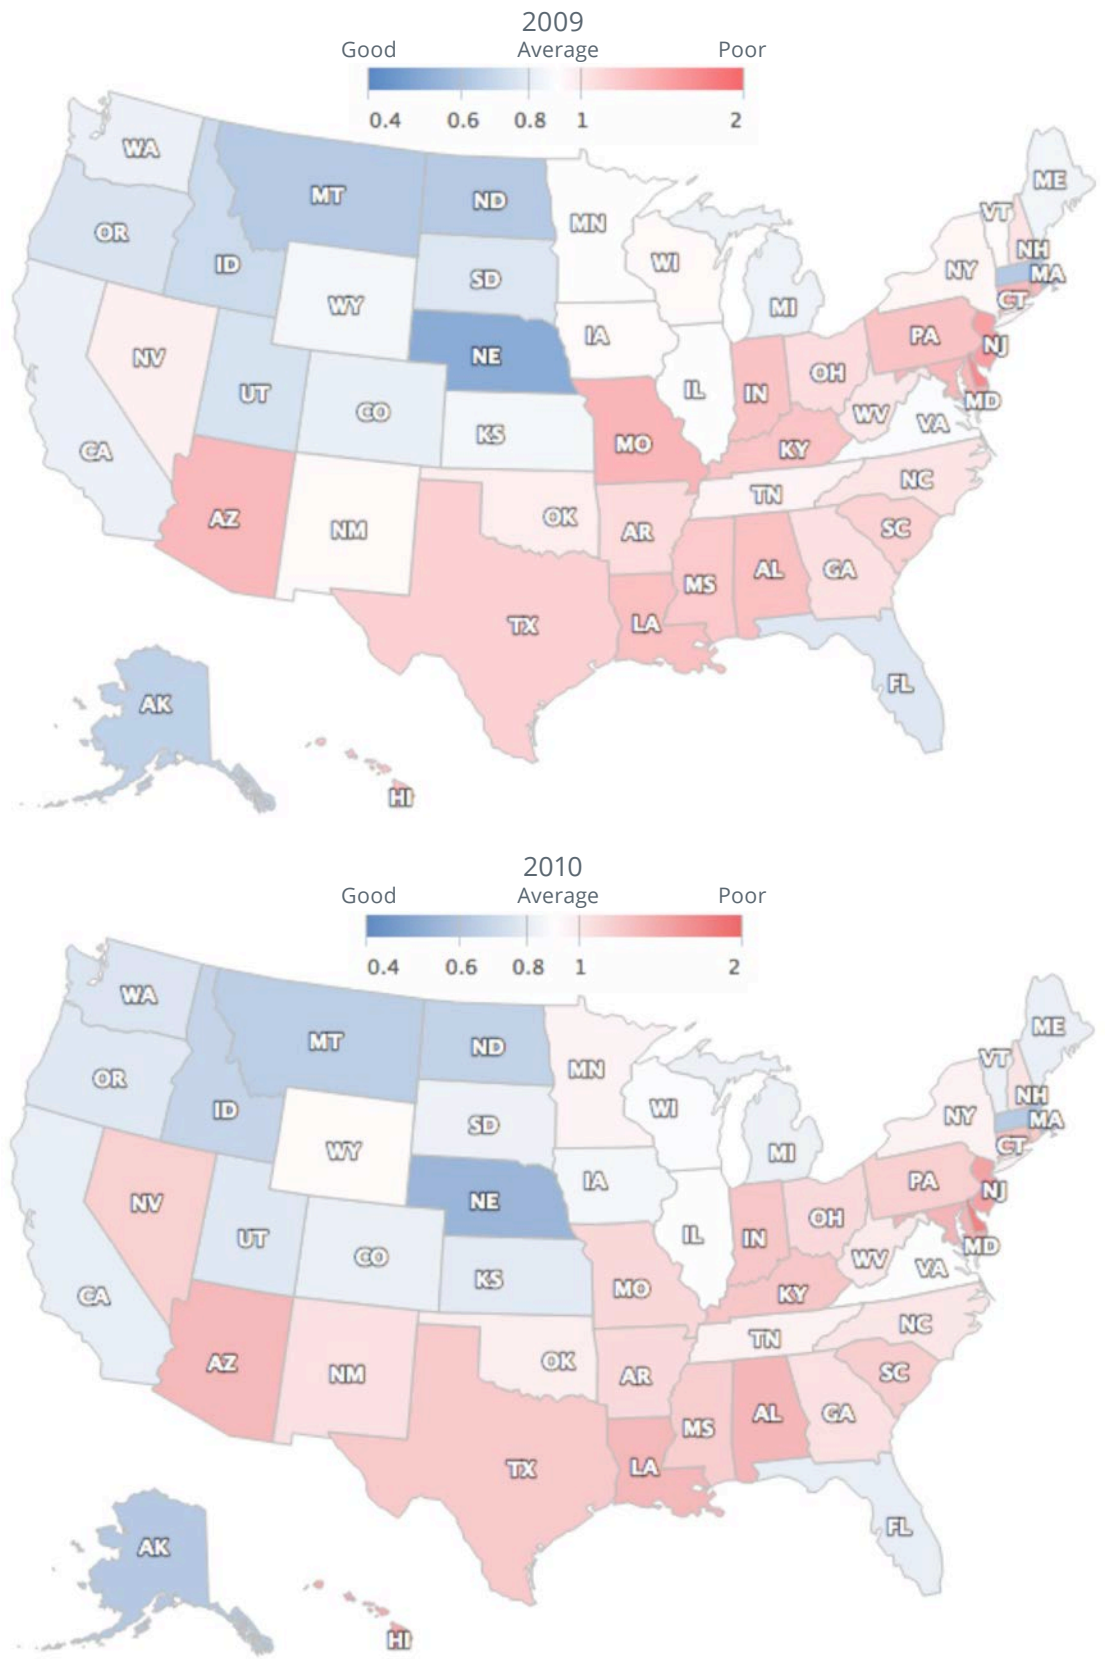 2009
Good Average Poor
0.4 0.6 0.8 1 2
WA
ME
MT
ND
VT
MN
OR
NH
WI
ID
NY
MA
SD
CT
WY
MI
IA
PA
NJ
NV
NE
OH
UT
IL
IN
MD
CO
WV
VA
KS
MO
KY
CA
NC
TN
AZ
OK
SC
NM
AR
AL
GA
MS
LA
TX
FL
AK
HI
2010
Good Average Poor
0.4 0.6 0.8 1 2
WA
ME
MT
ND
VT
MN
OR
NH
WI
ID
NY
MA
SD
CT
WY
MI
IA
PA
NJ
NV
NE
OH
UT
IL
IN
MD
CO
WV
VA
KS
MO
KY
CA
NC
TN
AZ
OK
SC
NM
AR
AL
GA
MS
LA
TX
FL
AK
HI